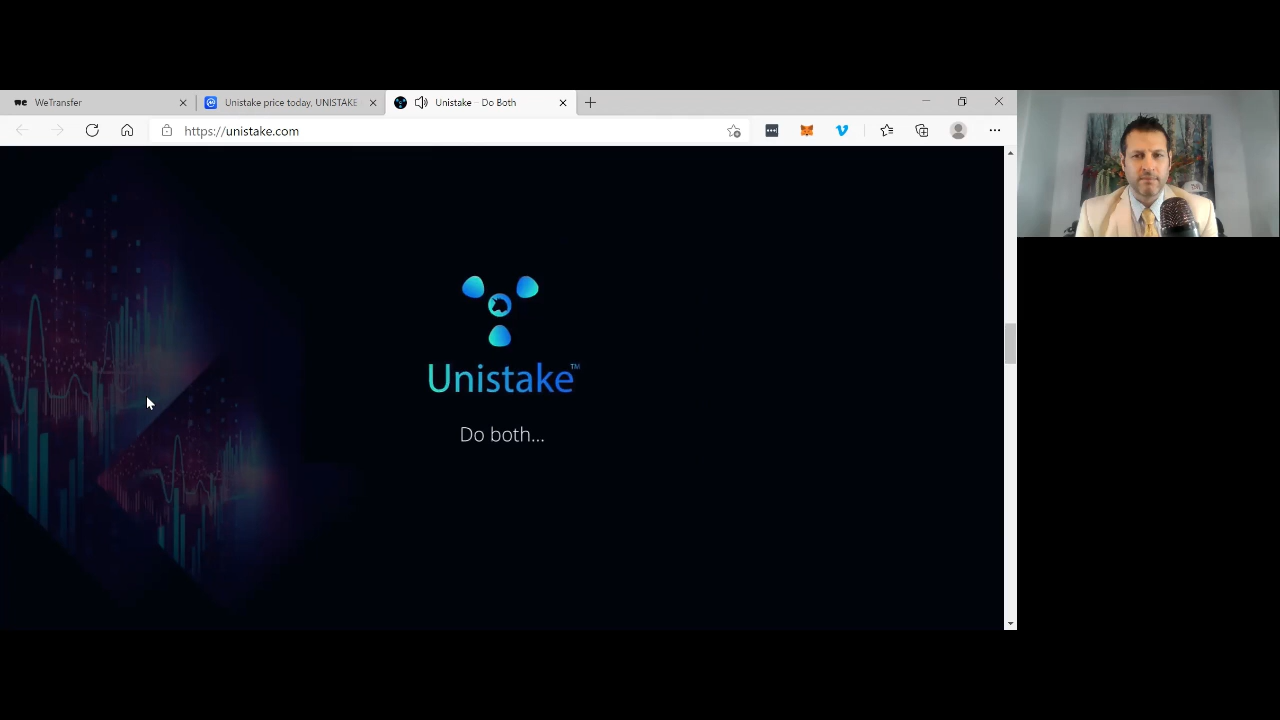 WeTransfer
Unistake price today, UNISTAKE
Unistake – Do Both
https://unistake.com
Unistake™
Do both...